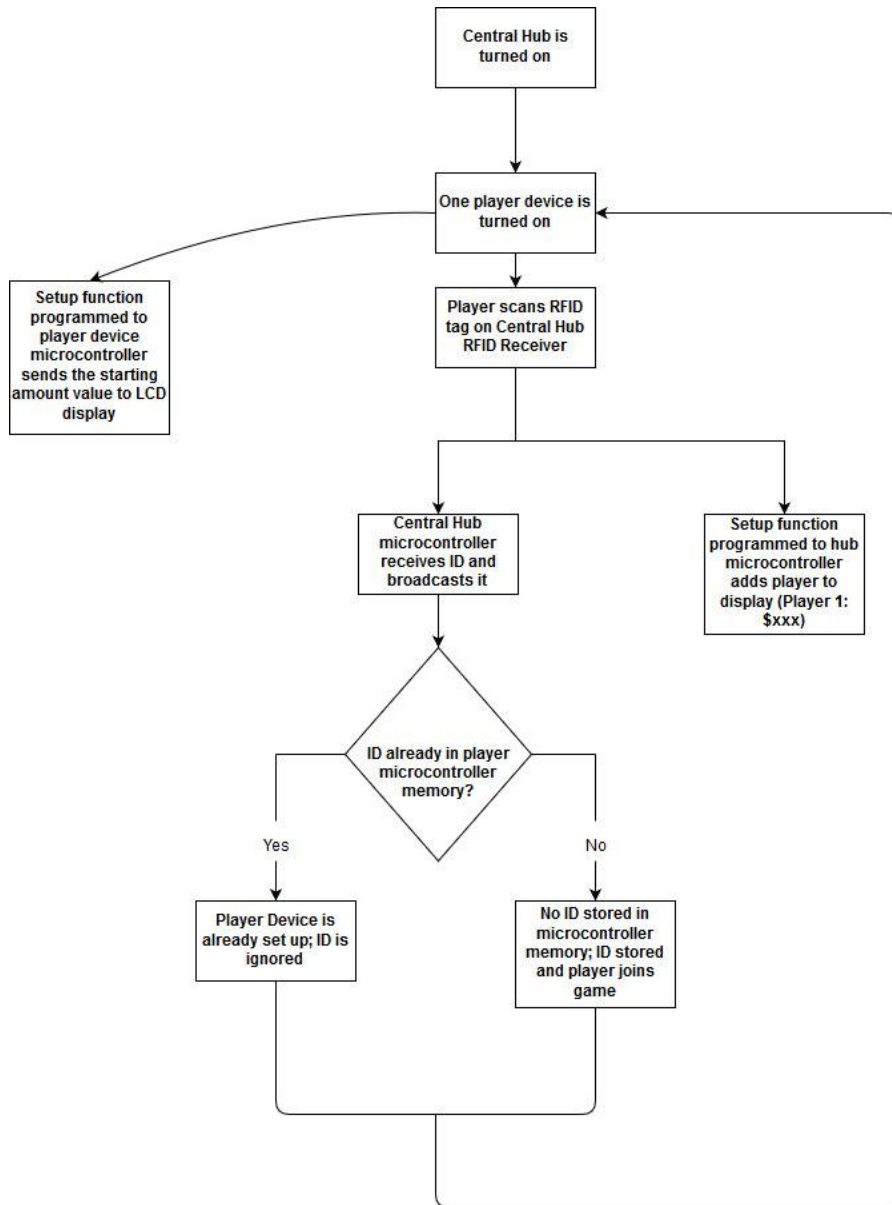 Central Hub is
turned on
One player device is
turned on
Setup function
programmed to
player device
microcontroller
sends the starting
amount value to LCD
display
Player scans RFID
tag on Central Hub
RFID Receiver
Central Hub
microcontroller
receives ID and
broadcasts it
Setup function
programmed to hub
microcontroller
adds player to
display (Player 1:
$xxx)
ID already in player
microcontroller
memory?
Yes
No
Player Device is
already set up; ID is
ignored
No ID stored in
microcontroller
memory; ID stored
and player joins
game